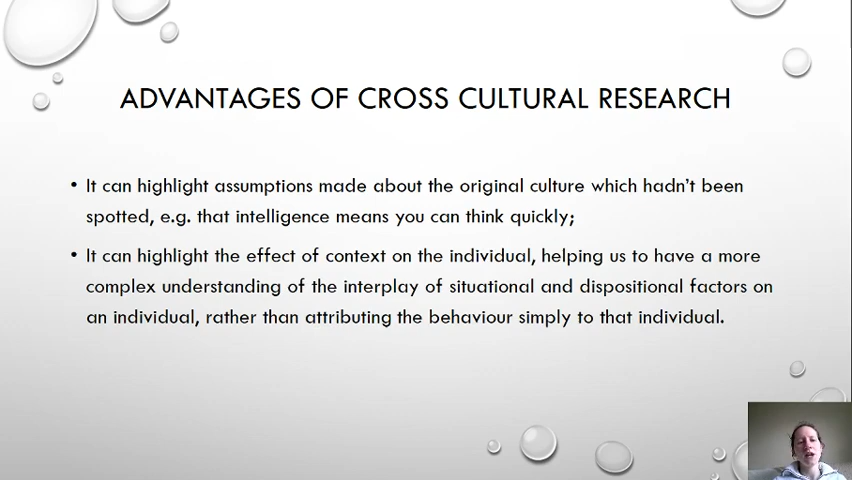 ADVANTAGES OF CROSS CULTURAL RESEARCH
• It can highlight assumptions made about the original culture which hadn't been
spotted, e.g. that intelligence means you can think quickly;
• It can highlight the effect of context on the individual, helping us to have a more
complex understanding of the interplay of situational and dispositional factors on
an individual, rather than attributing the behaviour simply to that individual.